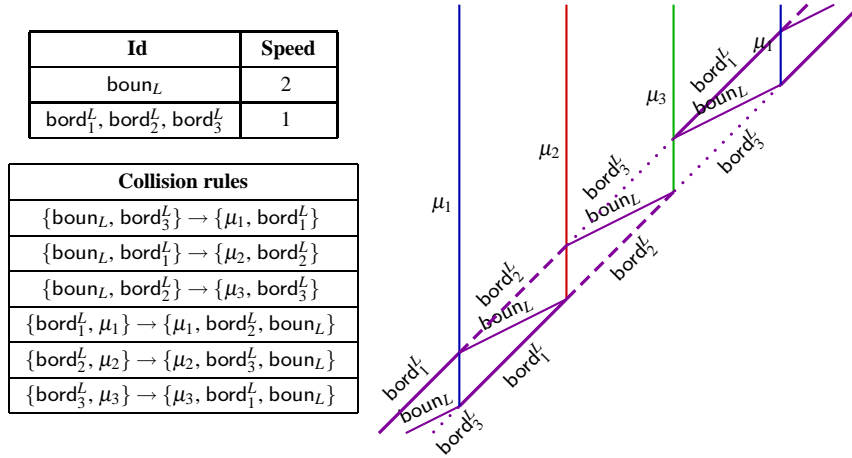 Id Speed
boun_L 2
bord_1^L, bord_2^L, bord_3^L 1
Collision rules
{boun_L, bord_3^L} → {μ_1, bord_1^L}
{boun_L, bord_1^L} → {μ_2, bord_2^L}
{boun_L, bord_2^L} → {μ_3, bord_3^L}
{bord_1^L, μ_1} → {μ_1, bord_2^L, boun_L}
{bord_2^L, μ_2} → {μ_2, bord_3^L, boun_L}
{bord_3^L, μ_3} → {μ_3, bord_1^L, boun_L}
μ_1
bord_1^L
boun_L
μ_3
bord_3^L
μ_2
bord_3^L
boun_L
μ_1
bord_2^L
bord_2^L
boun_L
bord_1^L
bord_1^L
boun_L
bord_3^L